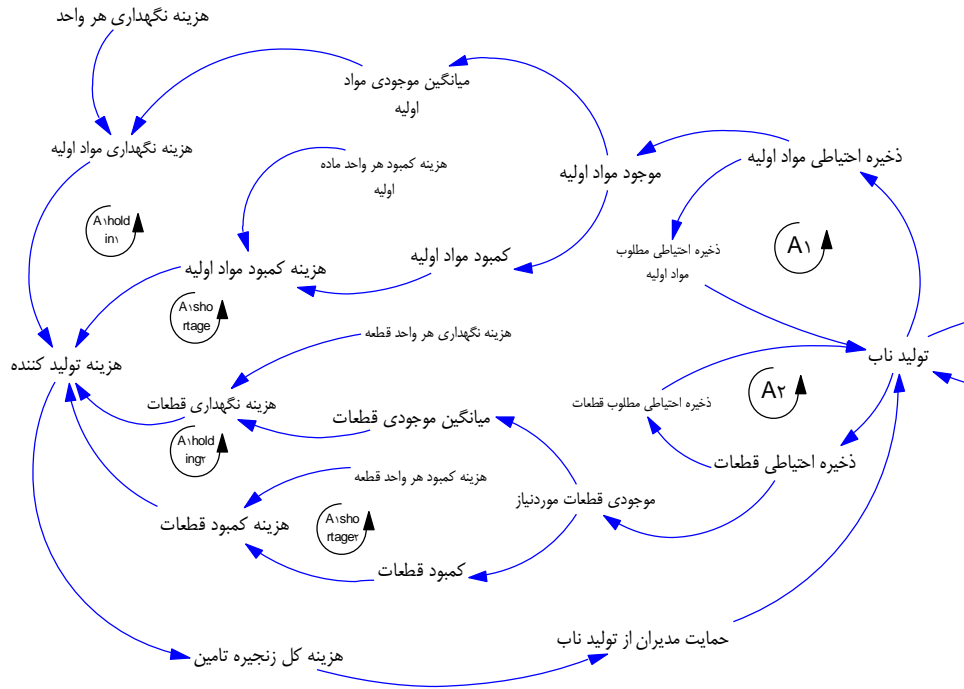 هزینه نگهداری هر واحد
میانگین موجودی مواد
اولیه
هزینه نگهداری مواد اولیه
هزینه کمبود هر واحد ماده
اولیه
موجود مواد اولیه
ذخیره احتیاطی مواد اولیه
A۱hold
in۱
A۱
ذخیره احتیاطی مطلوب
مواد اولیه
کمبود مواد اولیه
هزینه کمبود مواد اولیه
A۱sho
rtage
هزینه نگهداری هر واحد قطعه
تولید ناب
هزینه تولید کننده
A۲
ذخیره احتیاطی مطلوب قطعات
هزینه نگهداری قطعات
میانگین موجودی قطعات
A۱hold
ing۲
ذخیره احتیاطی قطعات
هزینه کمبود هر واحد قطعه
موجودی قطعات موردنیاز
هزینه کمبود قطعات
A۱sho
rtage۲
کمبود قطعات
حمایت مدیران از تولید ناب
هزینه کل زنجیره تامین